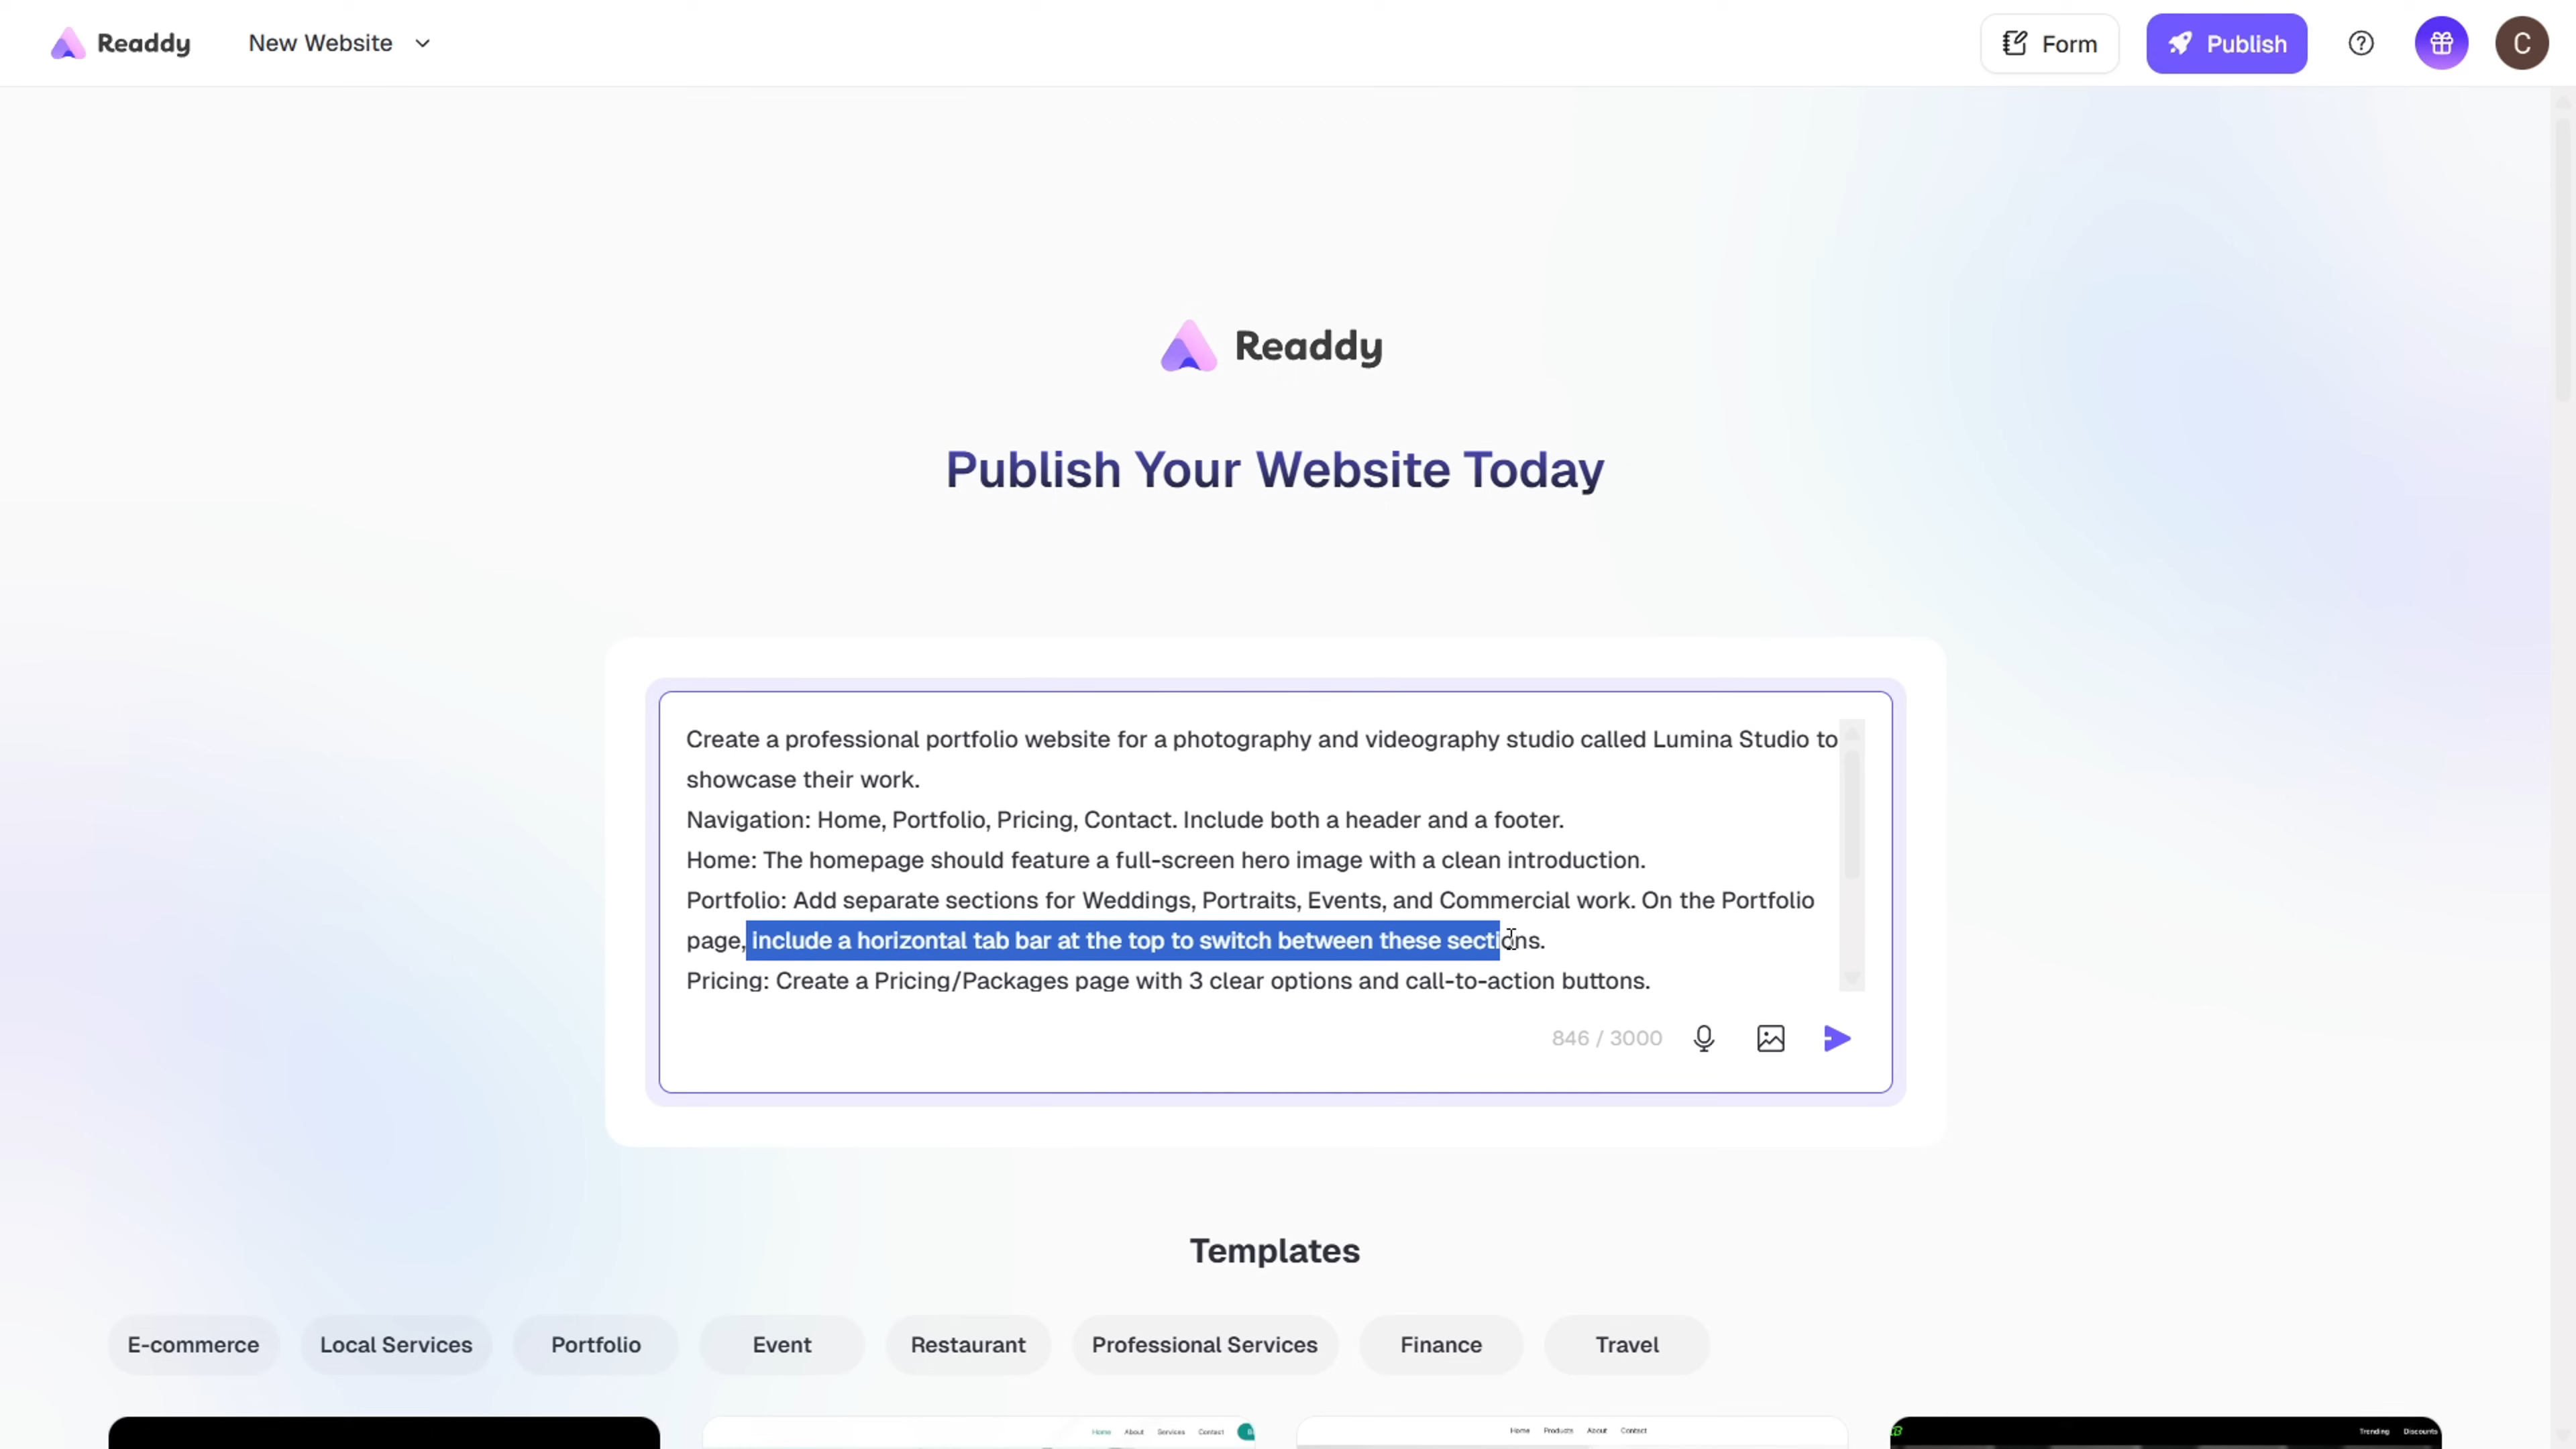 Readdy
New Website
Form
Publish
C
Readdy
Publish Your Website Today
Create a professional portfolio website for a photography and videography studio called Lumina Studio to
showcase their work.
Navigation: Home, Portfolio, Pricing, Contact. Include both a header and a footer.
Home: The homepage should feature a full-screen hero image with a clean introduction.
Portfolio: Add separate sections for Weddings, Portraits, Events, and Commercial work. On the Portfolio
page, include a horizontal tab bar at the top to switch between these sections.
Pricing: Create a Pricing/Packages page with 3 clear options and call-to-action buttons.
846 / 3000
Templates
E-commerce
Local Services
Portfolio
Event
Restaurant
Professional Services
Finance
Travel
Home About Services Contact
Home Products About Contact
Trending Discounts